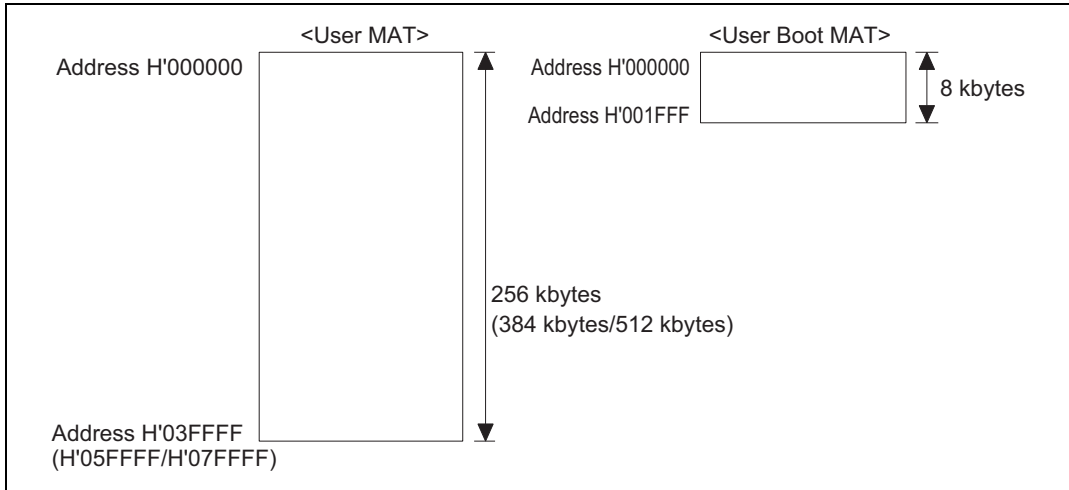 <User MAT>
Address H'000000
256 kbytes
(384 kbytes/512 kbytes)
Address H'03FFFF
(H'05FFFF/H'07FFFF)
<User Boot MAT>
Address H'000000
8 kbytes
Address H'001FFF